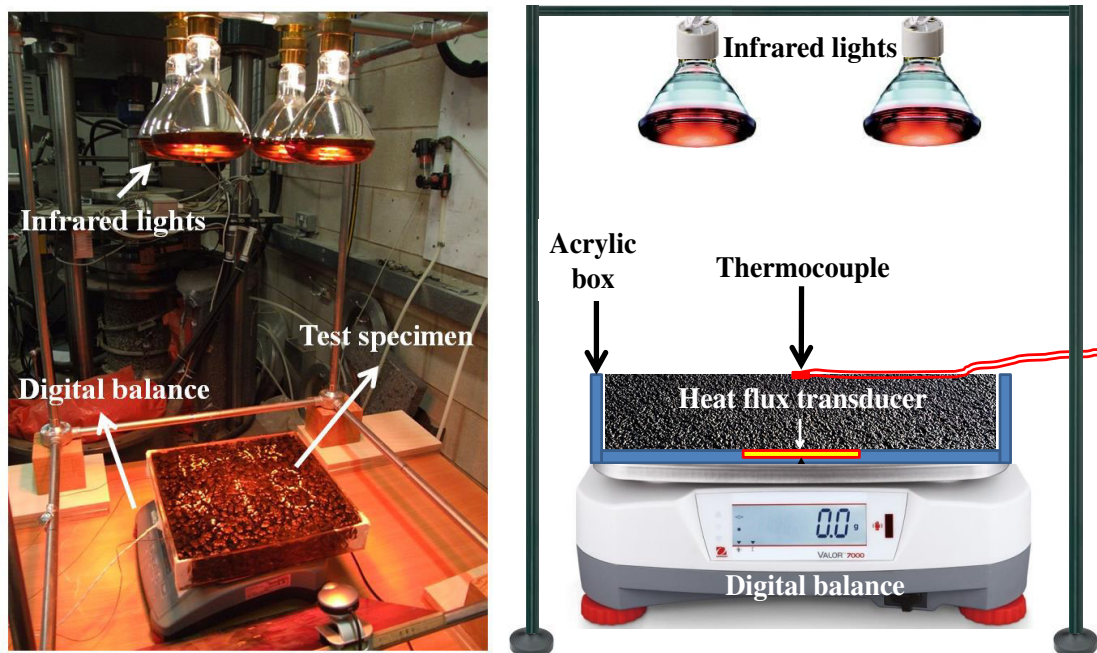 Infrared lights
Test specimen
Digital balance
Infrared lights
Acrylic
box
Thermocouple
Heat flux transducer
0.0 g
VALOR 7000
Digital balance